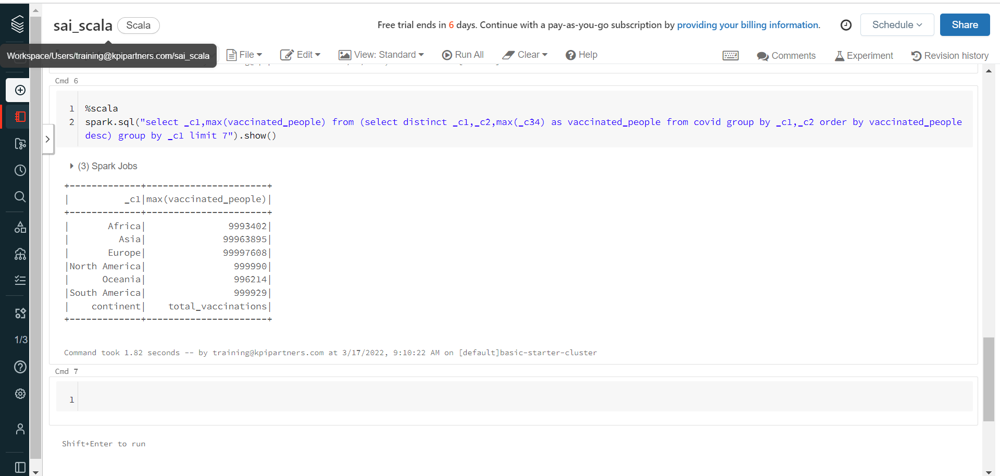 sai_scala Scala
Free trial ends in 6 days. Continue with a pay-as-you-go subscription by providing your billing information.
Schedule
Share
Workspace/Users/training@kpipartners.com/sai_scala
File
Edit
View: Standard
Run All
Clear
Help
Comments
Experiment
Revision history
Cmd 6
1 %scala
2 spark.sql("select _c1,max(vaccinated_people) from (select distinct _c1,_c2,max(_c34) as vaccinated_people from covid group by _c1,_c2 order by vaccinated_people
desc) group by _c1 limit 7").show()
(3) Spark Jobs
+-------------+----------------------+
|          _c1|max(vaccinated_people)|
+-------------+----------------------+
|       Africa|               9993402|
|         Asia|              99963895|
|       Europe|              99997608|
|North America|                999990|
|      Oceania|                996214|
|South America|                999929|
|    continent|    total_vaccinations|
+-------------+----------------------+
Command took 1.82 seconds -- by training@kpipartners.com at 3/17/2022, 9:10:22 AM on [default]basic-starter-cluster
Cmd 7
1
Shift+Enter to run
1/3